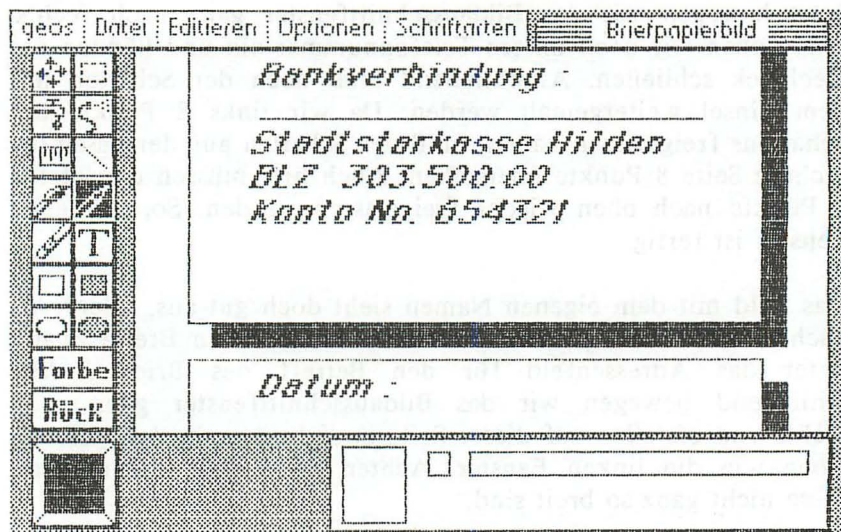 geos Datei Editieren Optionen Schriftarten Briefpapierbild
Bankverbindung :
Stadtsparkasse Hilden
BLZ 303.500.00
Konto No. 654321
T
Farbe
Rück
Datum :